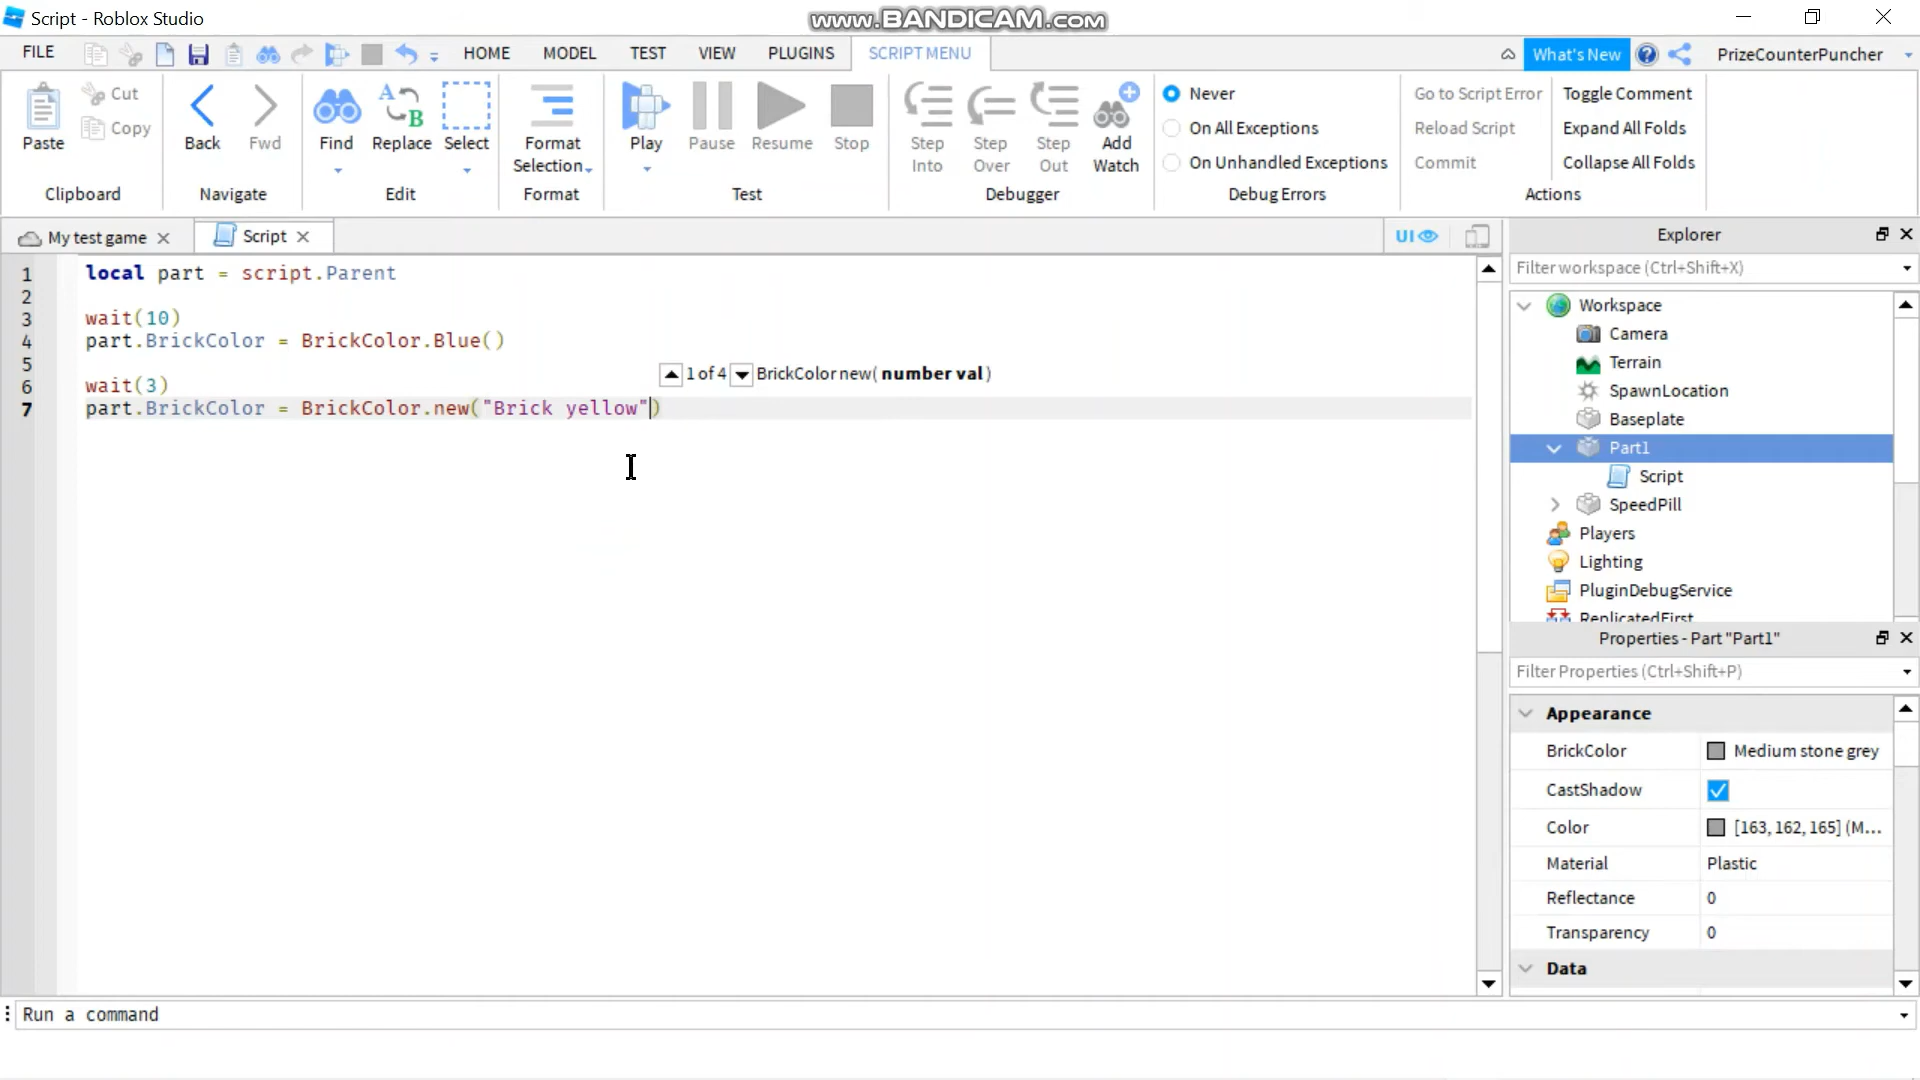 Script - Roblox Studio
www.BANDICAM.com
FILE
HOME
MODEL
TEST
VIEW
PLUGINS
SCRIPT MENU
What's New
PrizeCounterPuncher
Paste
Cut
Copy
Clipboard
Back
Fwd
Navigate
Find
Replace
Select
Edit
Format
Selection
Format
Play
Pause
Resume
Stop
Test
Step
Into
Step
Over
Step
Out
Add
Watch
Debugger
Never
On All Exceptions
On Unhandled Exceptions
Debug Errors
Go to Script Error
Reload Script
Commit
Toggle Comment
Expand All Folds
Collapse All Folds
Actions
My test game
Script
UI
1 local part = script.Parent
2
3 wait(10)
4 part.BrickColor = BrickColor.Blue()
5
6 wait(3)
1 of 4 BrickColor new( number val )
7 part.BrickColor = BrickColor.new("Brick yellow")
Explorer
Filter workspace (Ctrl+Shift+X)
Workspace
Camera
Terrain
SpawnLocation
Baseplate
Part1
Script
SpeedPill
Players
Lighting
PluginDebugService
ReplicatedFirst
Properties - Part "Part1"
Filter Properties (Ctrl+Shift+P)
Appearance
BrickColor Medium stone grey
CastShadow
Color [163, 162, 165] (M...
Material Plastic
Reflectance 0
Transparency 0
Data
Run a command